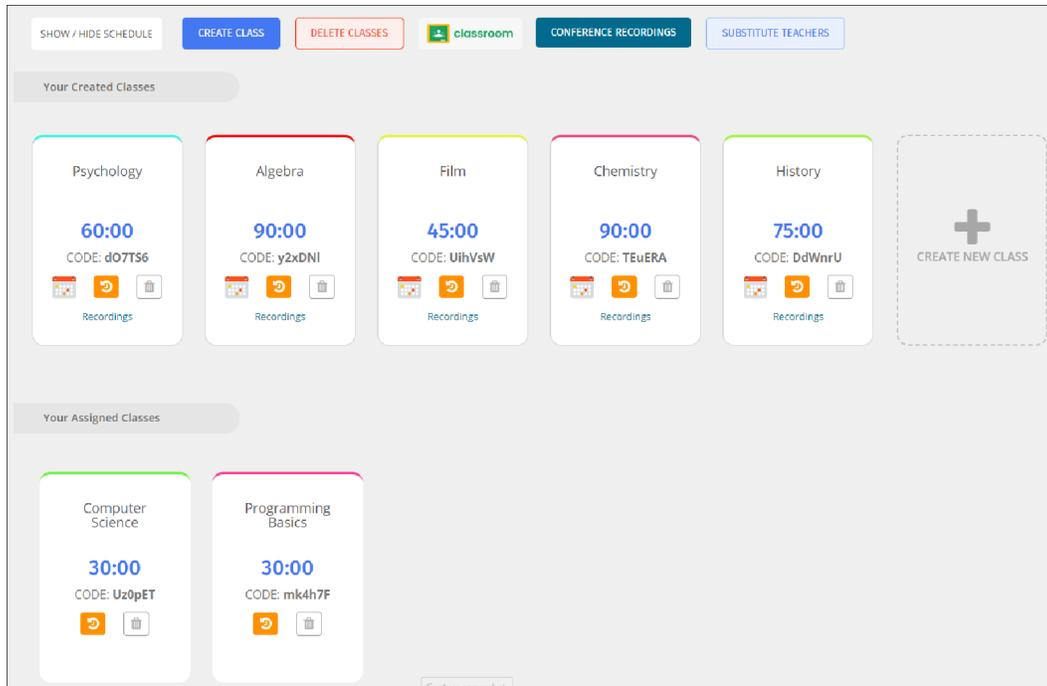 SHOW / HIDE SCHEDULE CREATE CLASS DELETE CLASSES classroom CONFERENCE RECORDINGS SUBSTITUTE TEACHERS
Your Created Classes
Psychology
60:00
CODE: dO7TS6
Recordings
Algebra
90:00
CODE: y2xDNl
Recordings
Film
45:00
CODE: UihVsW
Recordings
Chemistry
90:00
CODE: TEuERA
Recordings
History
75:00
CODE: DdWnrU
Recordings
CREATE NEW CLASS
Your Assigned Classes
Computer
Science
30:00
CODE: Uz0pET
Programming
Basics
30:00
CODE: mk4h7F